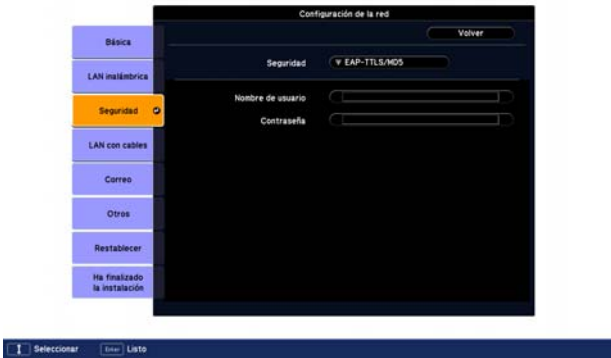 Configuración de la red
Volver
Básica
Seguridad
EAP-TTLS/MD5
LAN inalámbrica
Nombre de usuario
Seguridad
Contraseña
LAN con cables
Correo
Otros
Restablecer
Ha finalizado
la instalación
Seleccionar
Enter
Listo